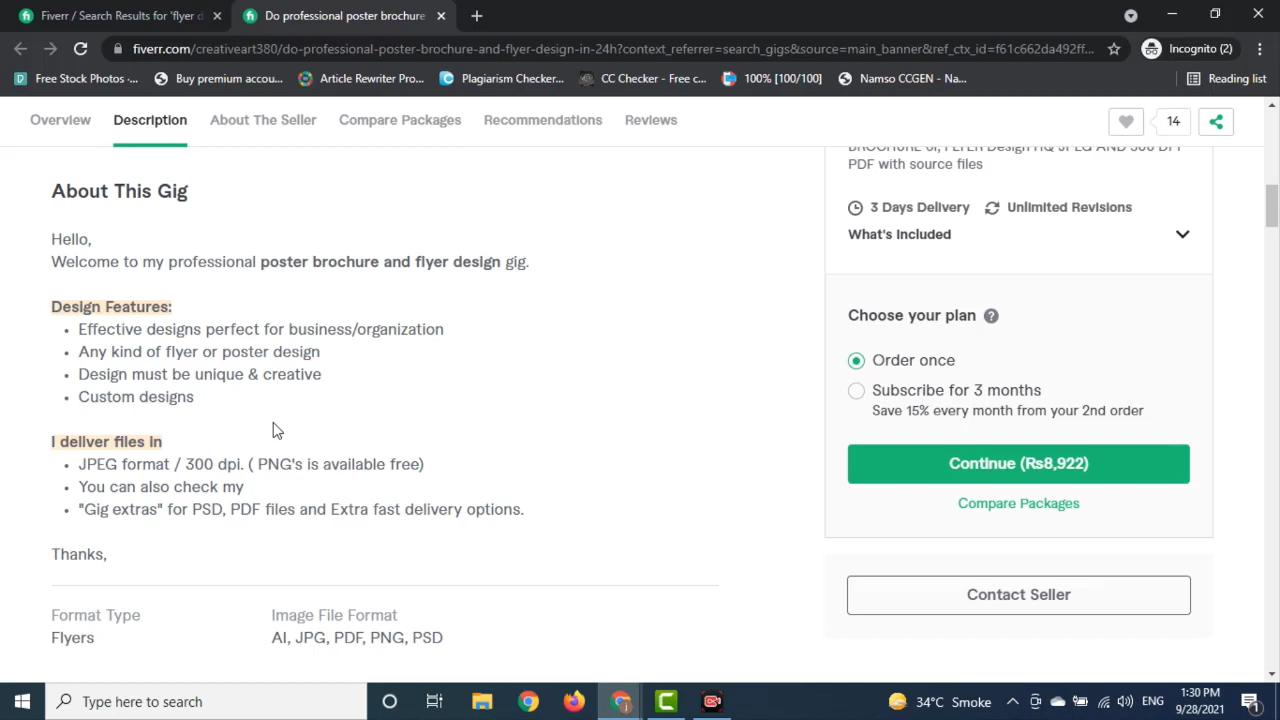 Fiverr / Search Results for 'flyer d
Do professional poster brochure
fiverr.com/creativeart380/do-professional-poster-brochure-and-flyer-design-in-24h?context_referrer=search_gigs&source=main_banner&ref_ctx_id=f61c662da492ff...
Incognito (2)
Free Stock Photos -...
Buy premium accou...
Article Rewriter Pro...
Plagiarism Checker...
CC Checker - Free c...
100% [100/100]
Namso CCGEN - Na...
Reading list
Overview
Description
About The Seller
Compare Packages
Recommendations
Reviews
14
About This Gig
Hello,
Welcome to my professional poster brochure and flyer design gig.
Design Features:
• Effective designs perfect for business/organization
• Any kind of flyer or poster design
• Design must be unique & creative
• Custom designs
I deliver files in
• JPEG format / 300 dpi. ( PNG's is available free)
• You can also check my
• "Gig extras" for PSD, PDF files and Extra fast delivery options.
Thanks,
Format Type
Image File Format
Flyers
AI, JPG, PDF, PNG, PSD
PDF with source files
3 Days Delivery
Unlimited Revisions
What's Included
Choose your plan ?
Order once
Subscribe for 3 months
Save 15% every month from your 2nd order
Continue (Rs8,922)
Compare Packages
Contact Seller
Type here to search
34°C Smoke
ENG
1:30 PM
9/28/2021